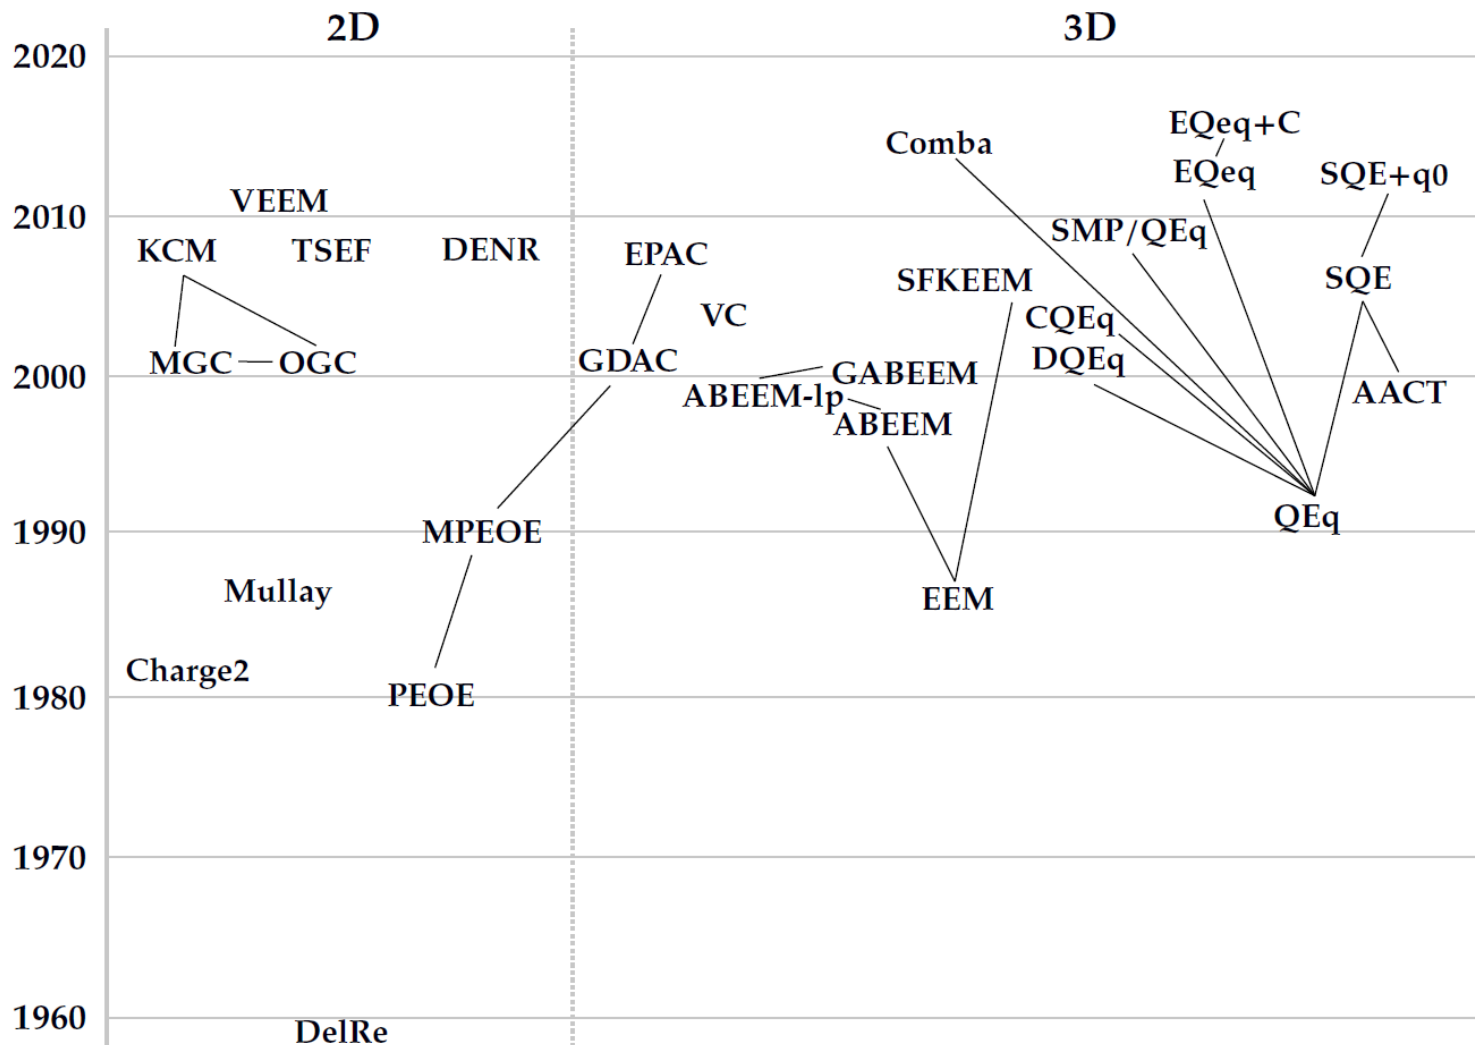 2D
3D
2020
EQeq+C
Comba
EQeq
SQE+q0
VEEM
2010
SMP/QEq
KCM
TSEF
DENR
EPAC
SFKEEM
SQE
VC
CQEq
MGC
OGC
GDAC
DQEq
2000
GABEEM
ABEEM-lp
AACT
ABEEM
QEq
1990
MPEOE
Mullay
EEM
Charge2
1980
PEOE
1970
1960
DelRe